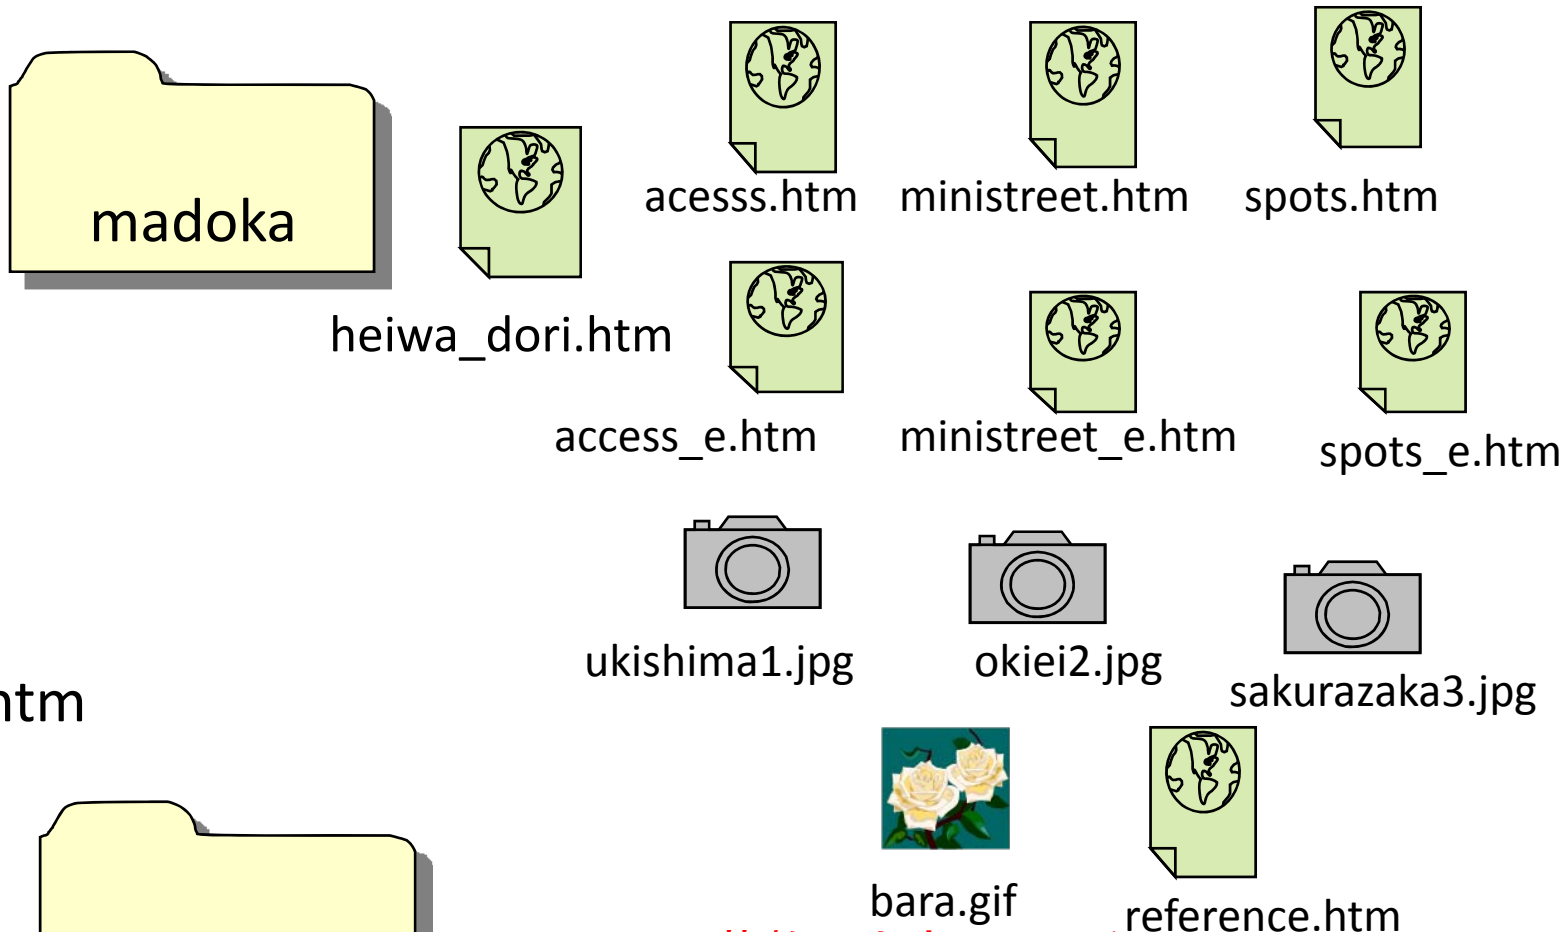 madoka
acesss.htm
ministreet.htm
spots.htm
heiwa_dori.htm
access_e.htm
ministreet_e.htm
spots_e.htm
ukishima1.jpg
okiei2.jpg
sakurazaka3.jpg
htm
bara.gif
reference.htm